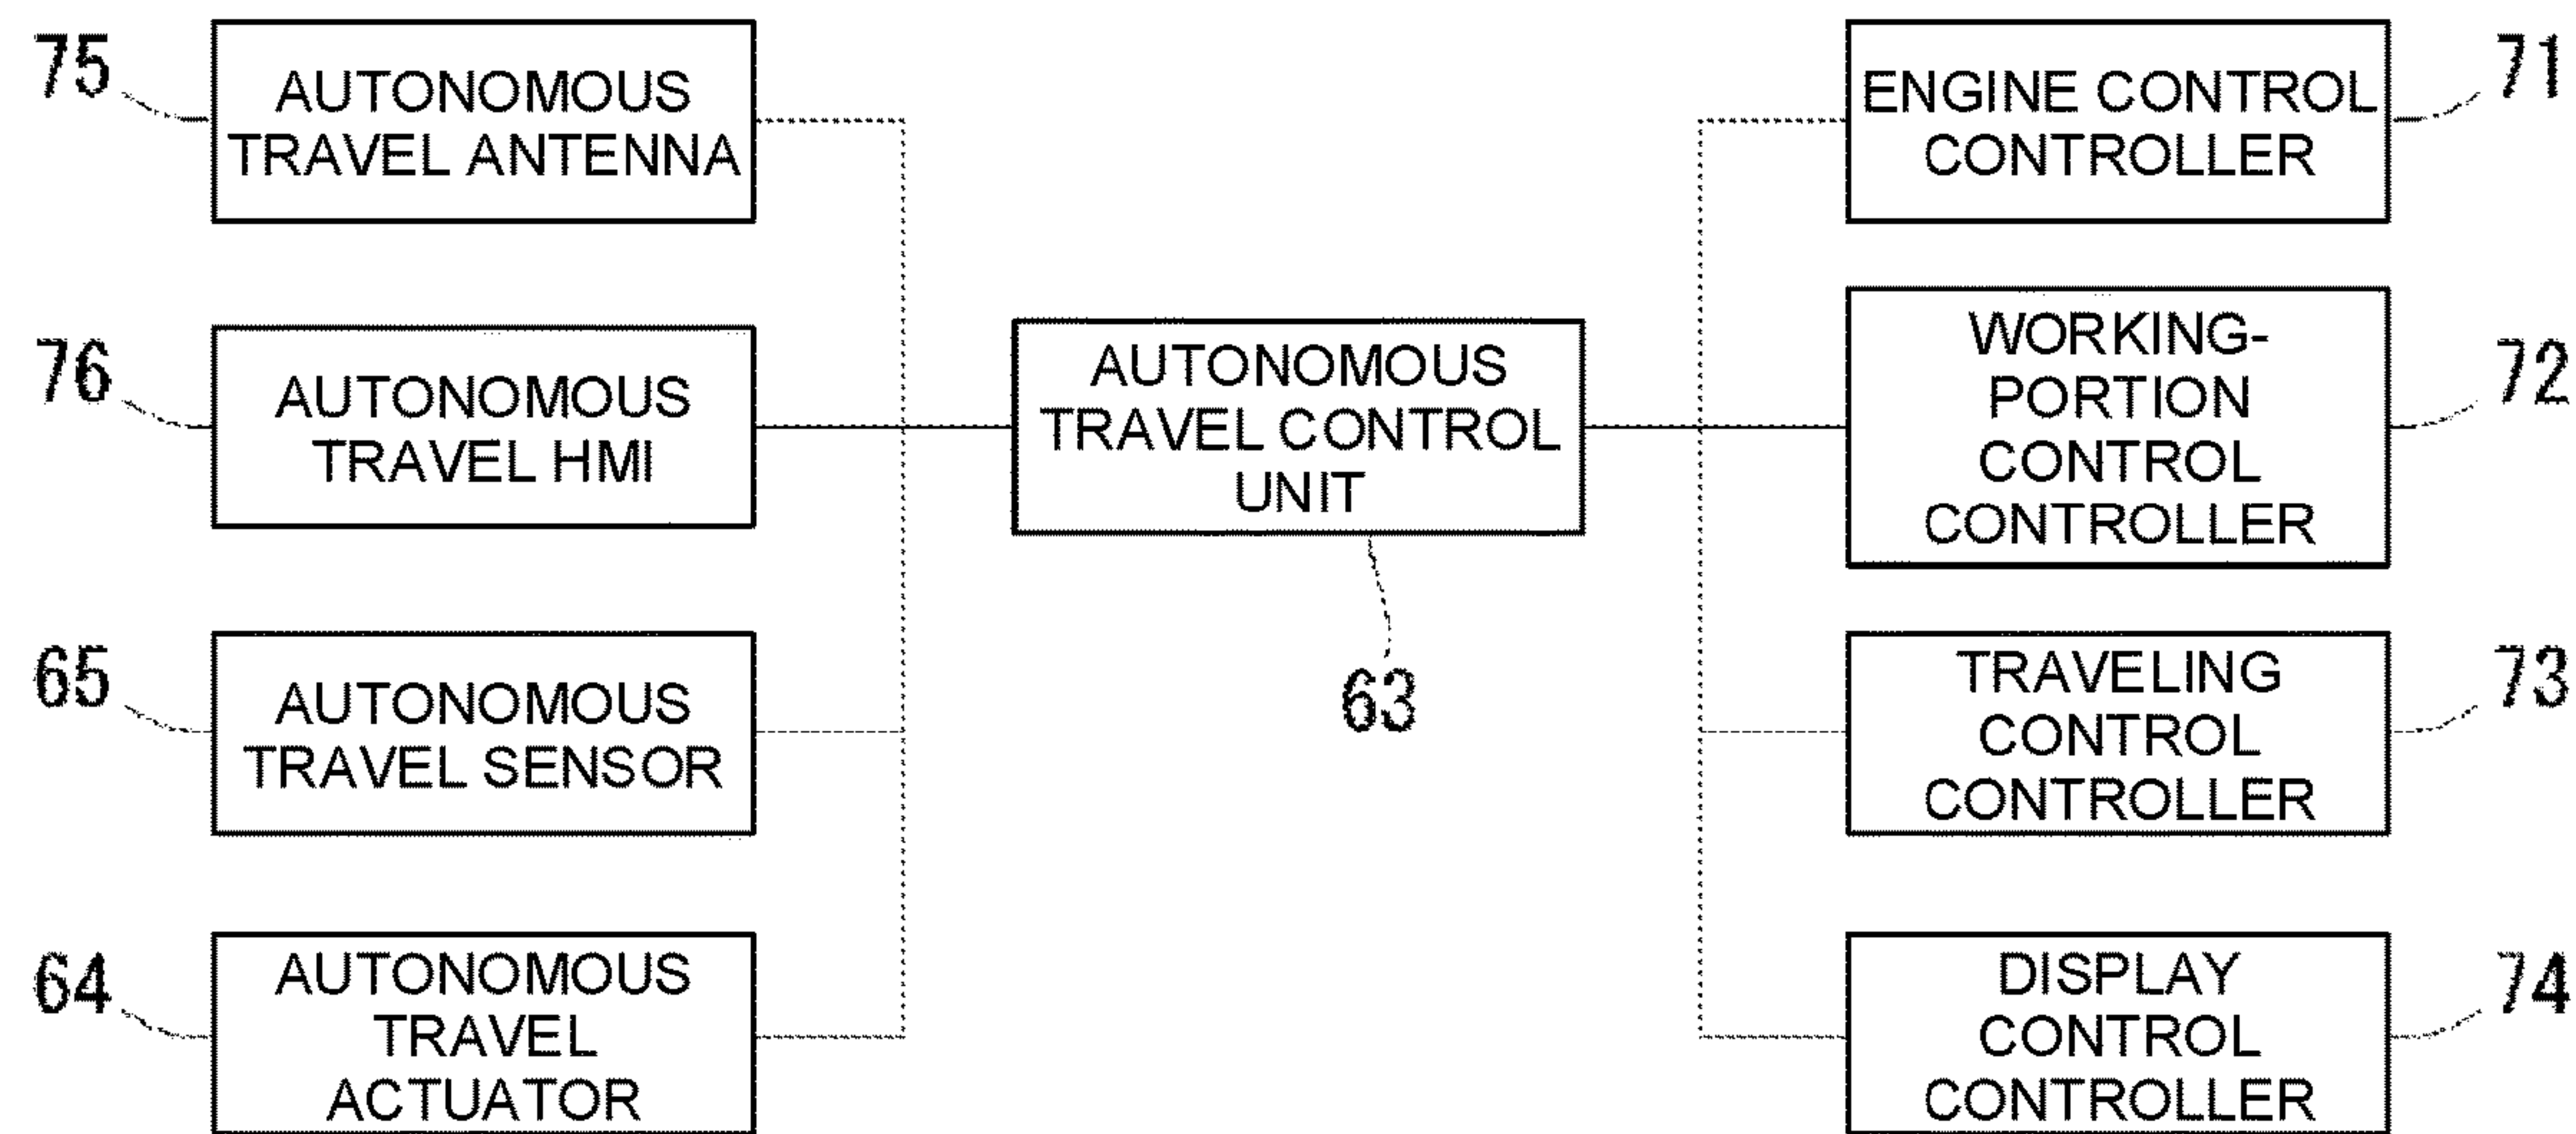 75
AUTONOMOUS
TRAVEL ANTENNA
76
AUTONOMOUS
TRAVEL HMI
65
AUTONOMOUS
TRAVEL SENSOR
64
AUTONOMOUS
TRAVEL
ACTUATOR
AUTONOMOUS
TRAVEL CONTROL
UNIT
63
ENGINE CONTROL
CONTROLLER
71
WORKING-
PORTION
CONTROL
CONTROLLER
72
TRAVELING
CONTROL
CONTROLLER
73
DISPLAY
CONTROL
CONTROLLER
74